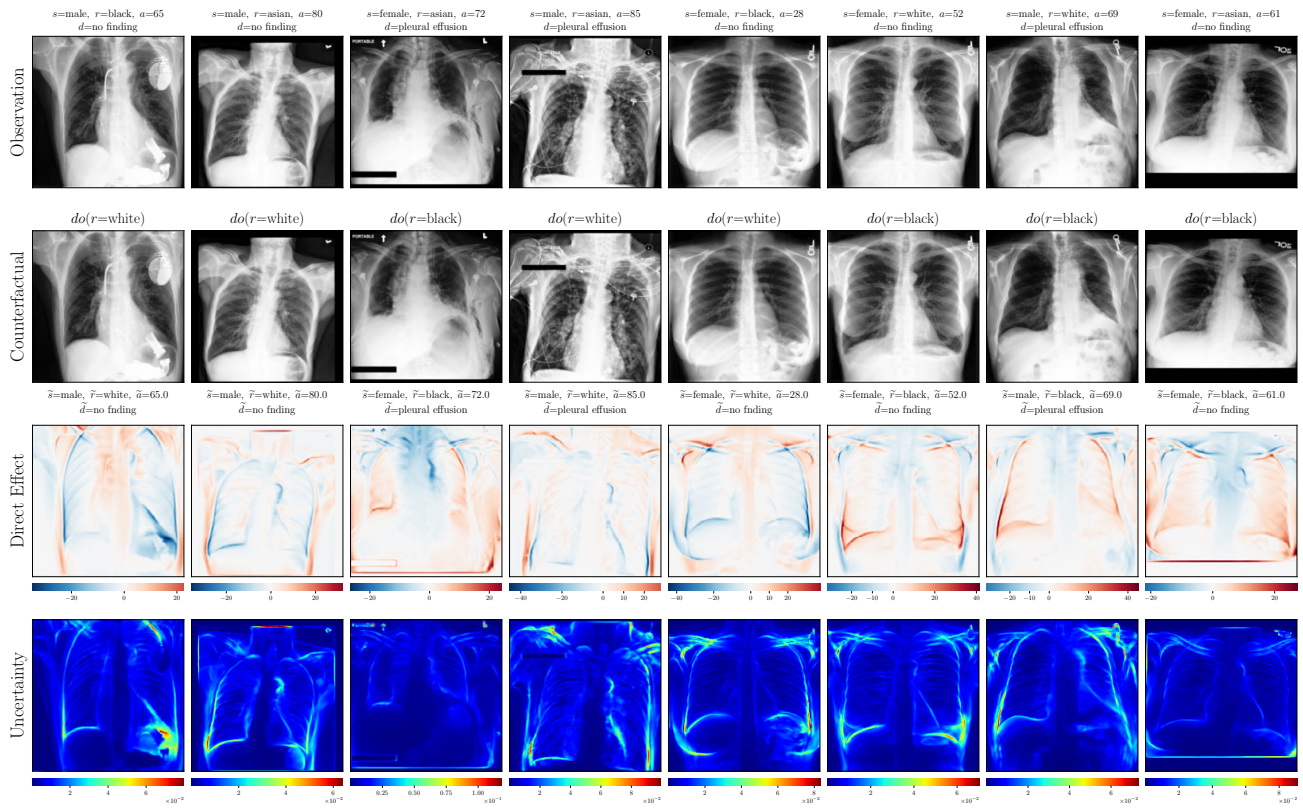 s=male, r=black, a=65
d=no finding
s=male, r=asian, a=80
d=no finding
s=female, r=asian, a=72
d=pleural effusion
s=male, r=asian, a=85
d=pleural effusion
s=female, r=black, a=28
d=no finding
s=female, r=white, a=52
d=no finding
s=male, r=white, a=69
d=pleural effusion
s=female, r=asian, a=61
d=no finding
Observation
PORTABLE
L
do(r=white)
do(r=white)
do(r=black)
do(r=white)
do(r=white)
do(r=black)
do(r=black)
do(r=black)
Counterfactual
PORTABLE
L
s̃=male, r̃=white, ã=65.0
d̃=no fnding
s̃=male, r̃=white, ã=80.0
d̃=no fnding
s̃=female, r̃=black, ã=72.0
d̃=pleural effusion
s̃=male, r̃=white, ã=85.0
d̃=pleural effusion
s̃=female, r̃=white, ã=28.0
d̃=no fnding
s̃=female, r̃=black, ã=52.0
d̃=no fnding
s̃=male, r̃=black, ã=69.0
d̃=pleural effusion
s̃=female, r̃=black, ã=61.0
d̃=no fnding
Direct Effect
−20 0 20
−20 0 20
−20 0 20
−40 −20 0 10 20
−40 −20 0 20
−20 0 20 40
−20 −10 0 20 40
−20 0
Uncertainty
2 4 6
×10⁻²
2 4 6
×10⁻²
0.25 0.50 0.75 1.00
×10⁻¹
2 4 6 8
×10⁻²
2 4 6 8
×10⁻²
2 4 6 8
×10⁻²
2 4 6 8
×10⁻²
2 4 6 8
×10⁻²